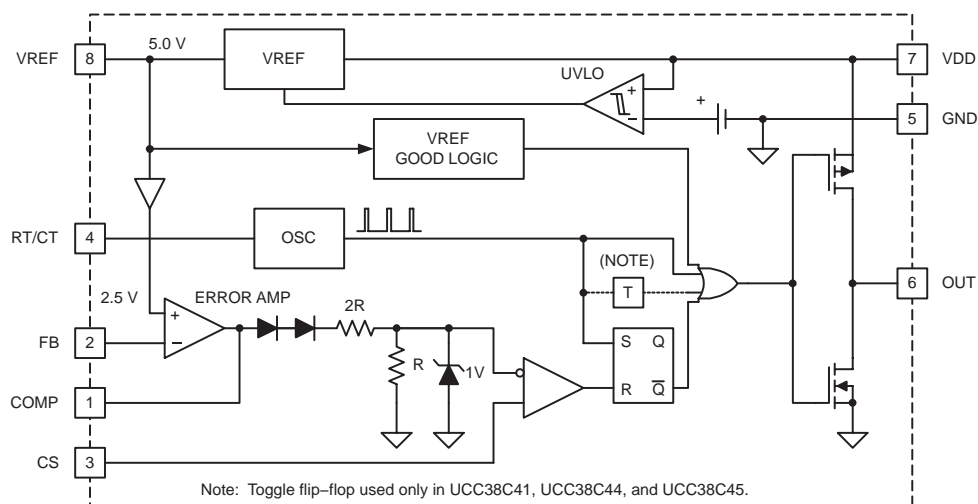 5.0 V
VREF
8
VREF
7
VDD
UVLO
+
−
+
5
GND
VREF
GOOD LOGIC
RT/CT
4
OSC
(NOTE)
T
6
OUT
2.5 V
ERROR AMP
+
−
2R
FB
2
R
1V
S Q
R Q̅
COMP
1
CS
3
Note: Toggle flip–flop used only in UCC38C41, UCC38C44, and UCC38C45.